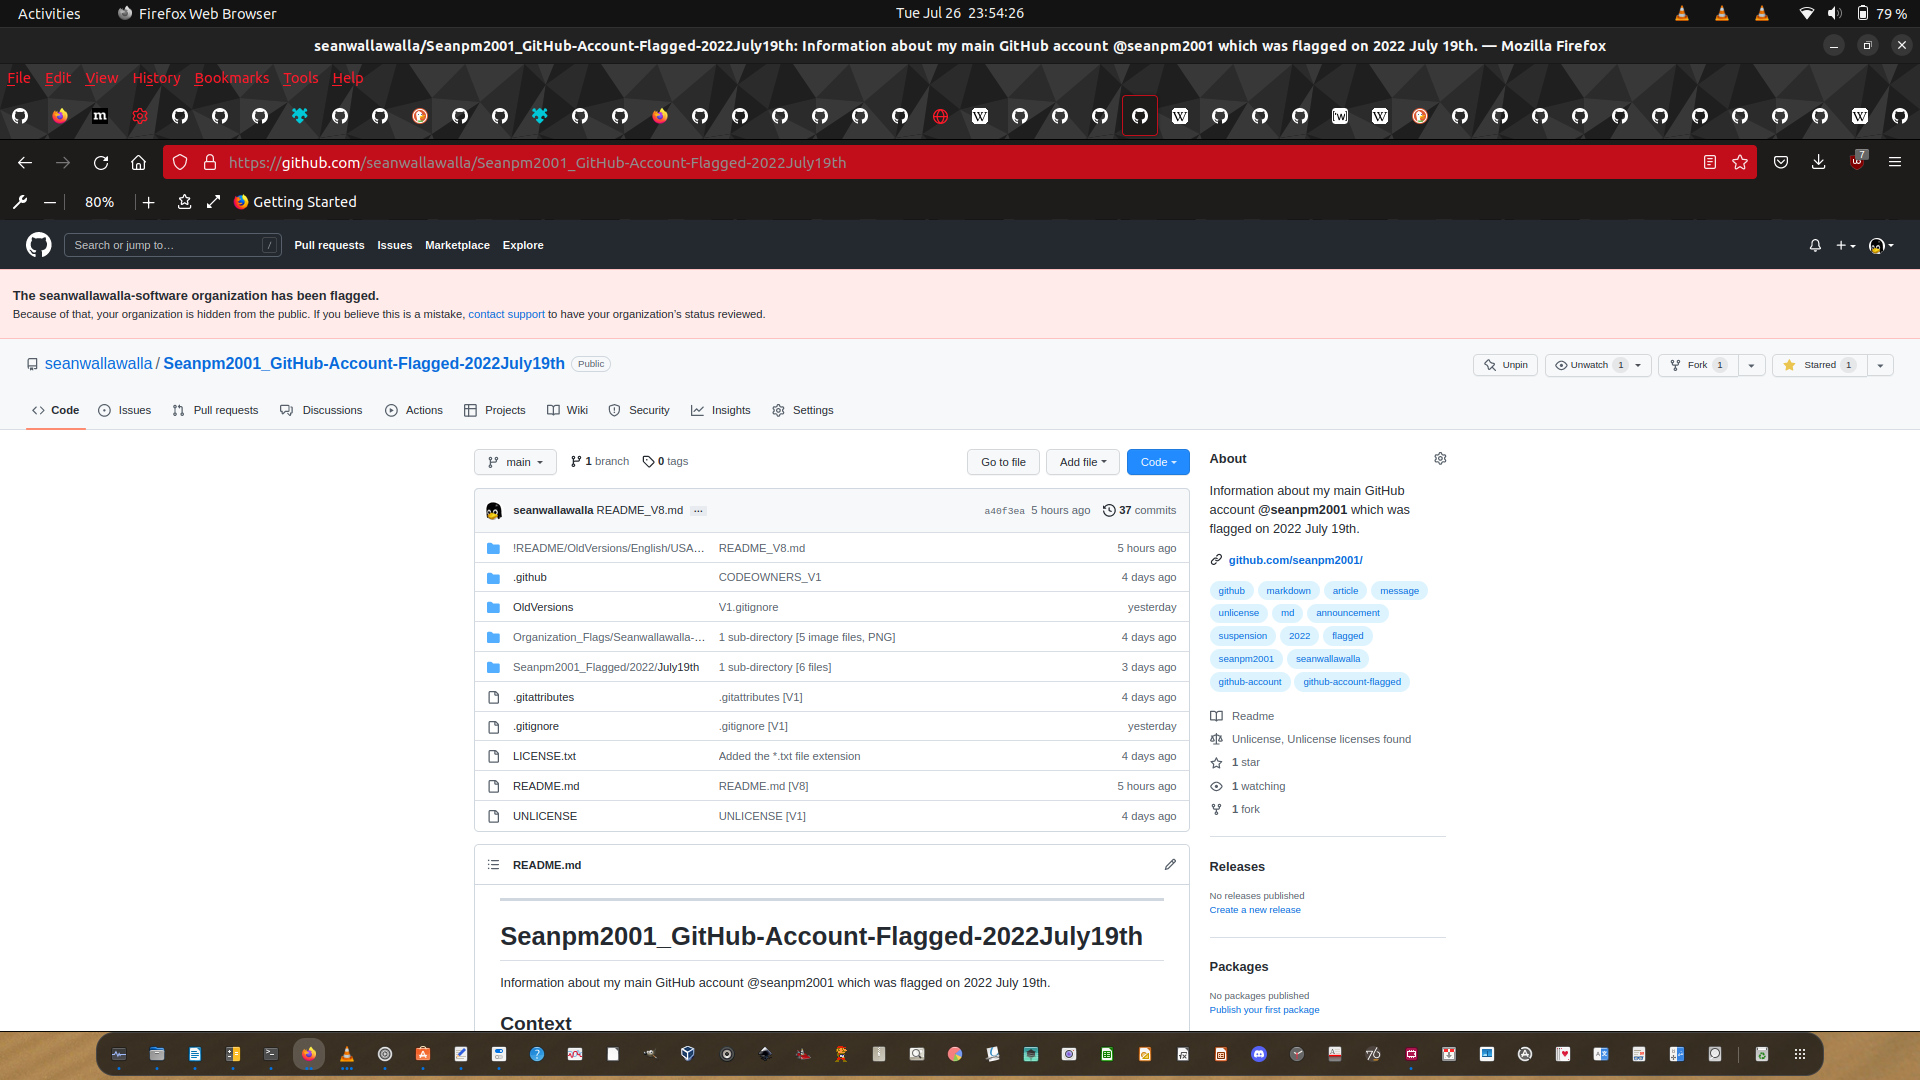 Activities Firefox Web Browser Tue Jul 26 23:54:26 79 %
seanwallawalla/Seanpm2001_GitHub-Account-Flagged-2022July19th: Information about my main GitHub account @seanpm2001 which was flagged on 2022 July 19th. — Mozilla Firefox
File Edit View History Bookmarks Tools Help
https://github.com/seanwallawalla/Seanpm2001_GitHub-Account-Flagged-2022July19th 7
80% Getting Started
Search or jump to… / Pull requests Issues Marketplace Explore
The seanwallawalla-software organization has been flagged.
Because of that, your organization is hidden from the public. If you believe this is a mistake, contact support to have your organization's status reviewed.
seanwallawalla / Seanpm2001_GitHub-Account-Flagged-2022July19th Public Unpin Unwatch 1 Fork 1 Starred 1
Code Issues Pull requests Discussions Actions Projects Wiki Security Insights Settings
main 1 branch 0 tags Go to file Add file Code
seanwallawalla README_V8.md ... a40f3ea 5 hours ago 37 commits
!README/OldVersions/English/USA… README_V8.md 5 hours ago
.github CODEOWNERS_V1 4 days ago
OldVersions V1.gitignore yesterday
Organization_Flags/Seanwallawalla-… 1 sub-directory [5 image files, PNG] 4 days ago
Seanpm2001_Flagged/2022/July19th 1 sub-directory [6 files] 3 days ago
.gitattributes .gitattributes [V1] 4 days ago
.gitignore .gitignore [V1] yesterday
LICENSE.txt Added the *.txt file extension 4 days ago
README.md README.md [V8] 5 hours ago
UNLICENSE UNLICENSE [V1] 4 days ago
README.md
Seanpm2001_GitHub-Account-Flagged-2022July19th
Information about my main GitHub account @seanpm2001 which was flagged on 2022 July 19th.
Context
About
Information about my main GitHub
account @seanpm2001 which was
flagged on 2022 July 19th.
github.com/seanpm2001/
github markdown article message
unlicense md announcement
suspension 2022 flagged
seanpm2001 seanwallawalla
github-account github-account-flagged
Readme
Unlicense, Unlicense licenses found
1 star
1 watching
1 fork
Releases
No releases published
Create a new release
Packages
No packages published
Publish your first package